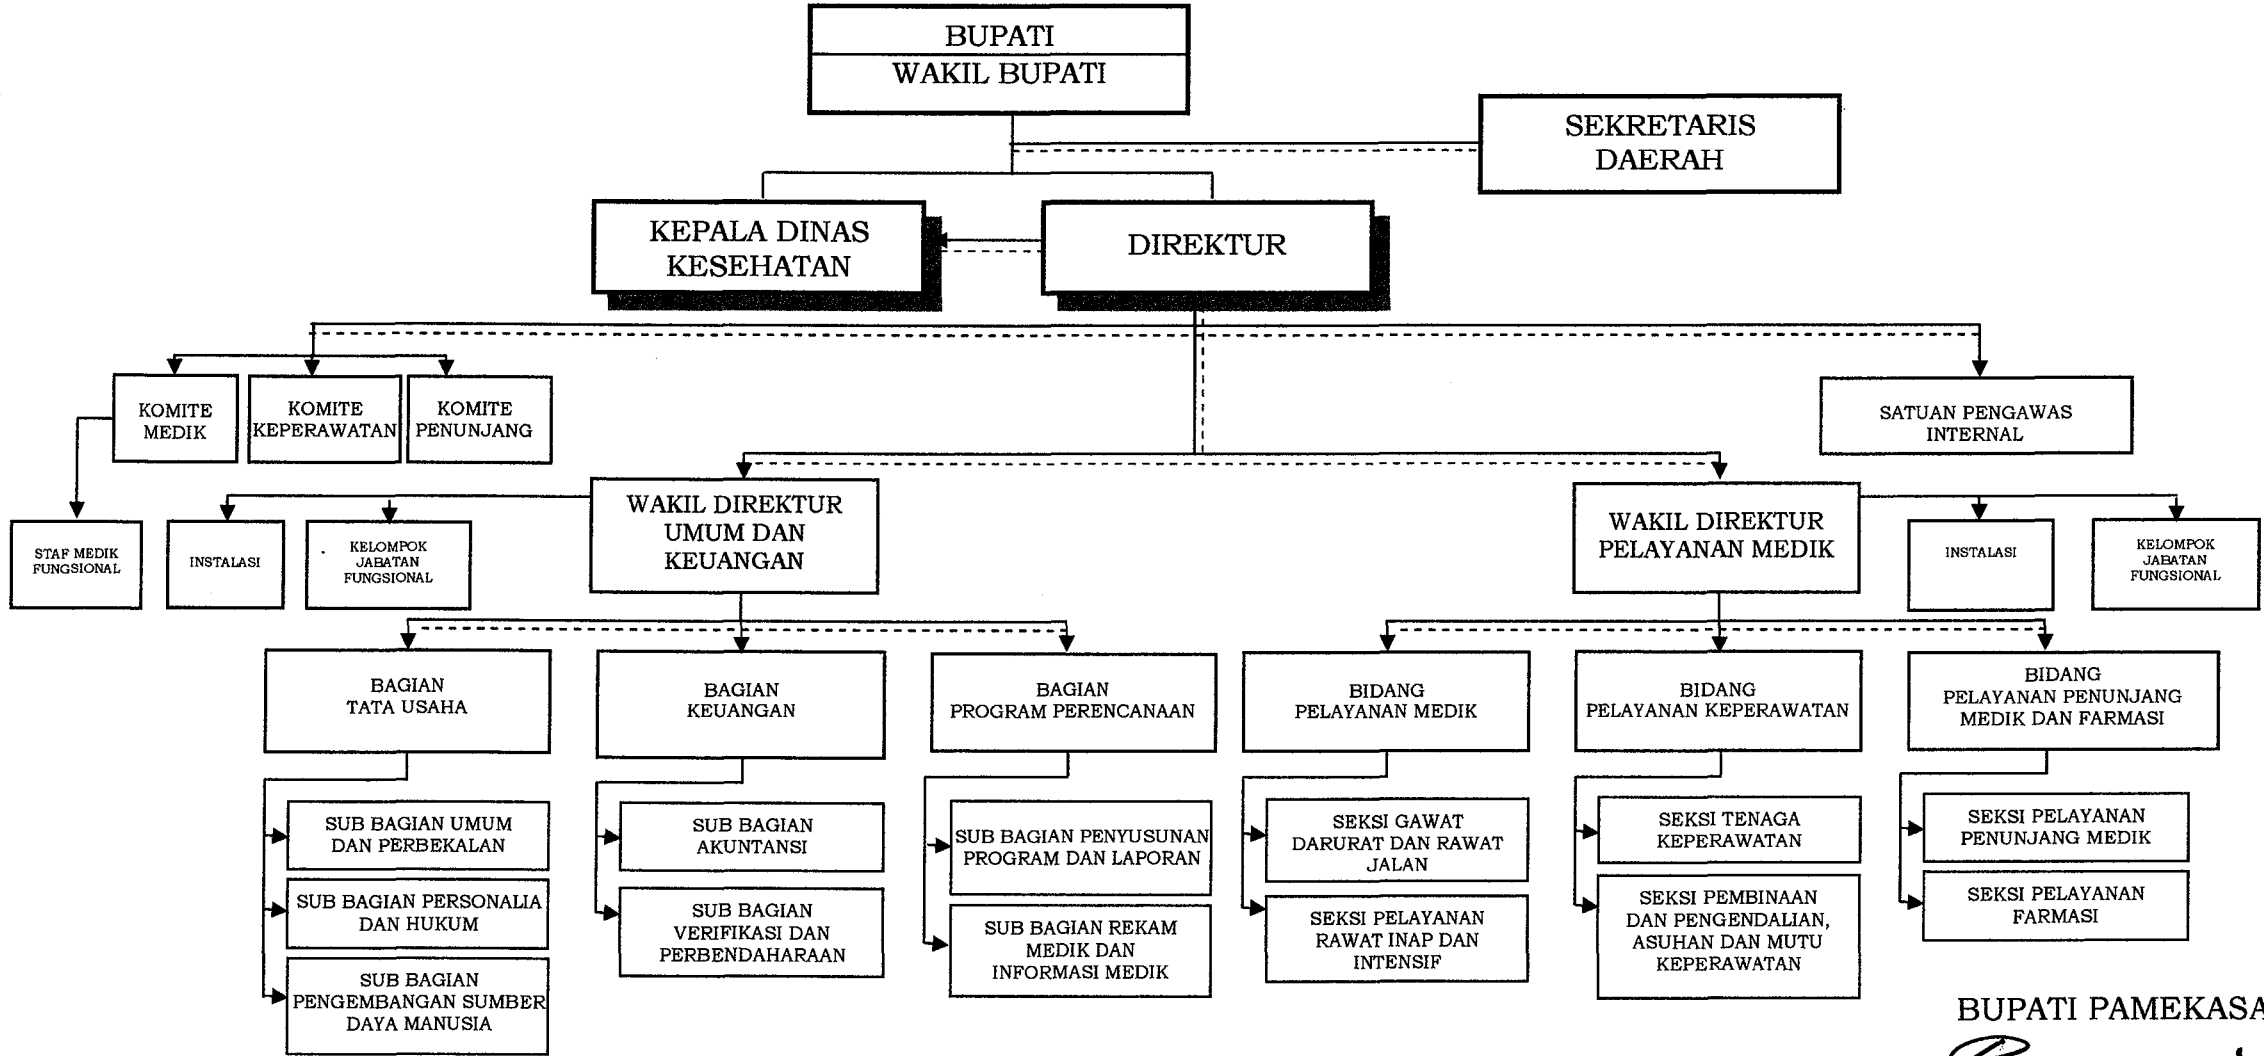 BUPATI
WAKIL BUPATI
SEKRETARIS
DAERAH
KEPALA DINAS
KESEHATAN
DIREKTUR
KOMITE
MEDIK
KOMITE
KEPERAWATAN
KOMITE
PENUNJANG
SATUAN PENGAWAS
INTERNAL
STAF MEDIK
FUNGSIONAL
INSTALASI
KELOMPOK
JABATAN
FUNGSIONAL
WAKIL DIREKTUR
UMUM DAN
KEUANGAN
WAKIL DIREKTUR
PELAYANAN MEDIK
INSTALASI
KELOMPOK
JABATAN
FUNGSIONAL
BAGIAN
TATA USAHA
BAGIAN
KEUANGAN
BAGIAN
PROGRAM PERENCANAAN
BIDANG
PELAYANAN MEDIK
BIDANG
PELAYANAN KEPERAWATAN
BIDANG
PELAYANAN PENUNJANG
MEDIK DAN FARMASI
SUB BAGIAN UMUM
DAN PERBEKALAN
SUB BAGIAN PERSONALIA
DAN HUKUM
SUB BAGIAN
PENGEMBANGAN SUMBER
DAYA MANUSIA
SUB BAGIAN
AKUNTANSI
SUB BAGIAN
VERIFIKASI DAN
PERBENDAHARAAN
SUB BAGIAN PENYUSUNAN
PROGRAM DAN LAPORAN
SUB BAGIAN REKAM
MEDIK DAN
INFORMASI MEDIK
SEKSI GAWAT
DARURAT DAN RAWAT
JALAN
SEKSI PELAYANAN
RAWAT INAP DAN
INTENSIF
SEKSI TENAGA
KEPERAWATAN
SEKSI PEMBINAAN
DAN PENGENDALIAN,
ASUHAN DAN MUTU
KEPERAWATAN
SEKSI PELAYANAN
PENUNJANG MEDIK
SEKSI PELAYANAN
FARMASI
BUPATI PAMEKASA